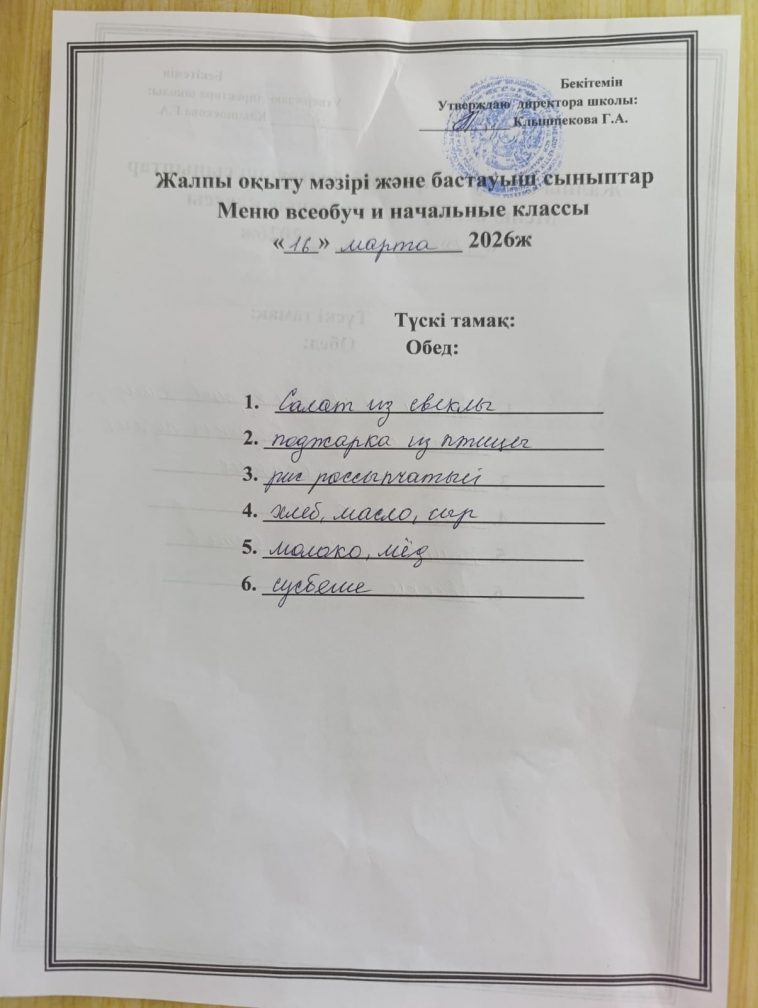 Бекітемін
Утверждаю директора школы:
Клышпекова Г.А.
Жалпы оқыту мәзірі және бастауыш сыныптар
Меню всеобуч и начальные классы
«16» марта 2026ж
Түскі тамақ:
Обед:
1. Салат из свеклы
2. поджарка из птицы
3. рис рассыпчатый
4. хлеб, масло, сыр
5. молоко, мёд
6. сусбеше